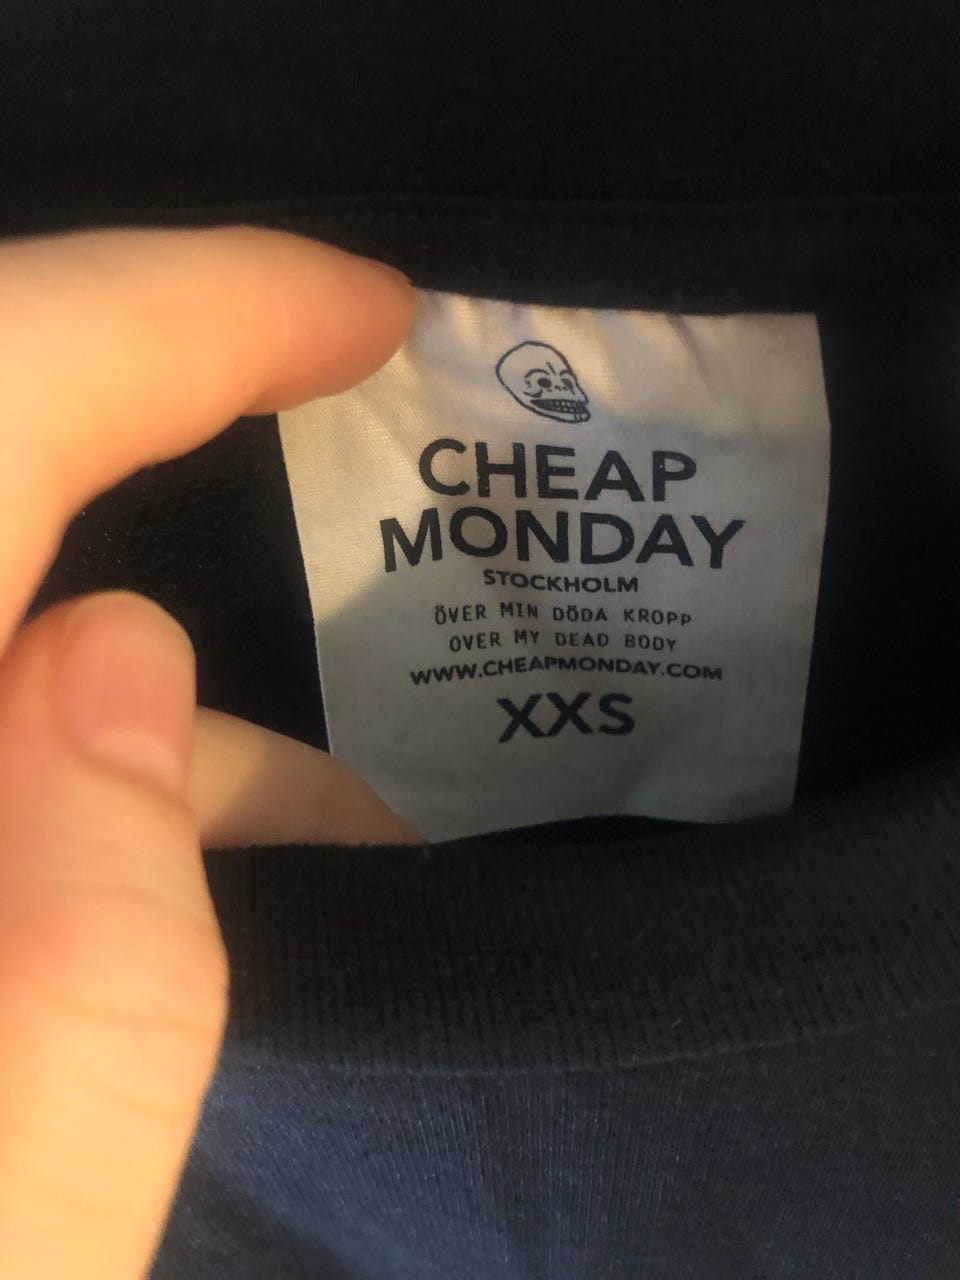 CHEAP
MONDAY
STOCKHOLM
ÖVER MIN DÖDA KROPP
OVER MY DEAD BODY
WWW.CHEAPMONDAY.COM
XXS